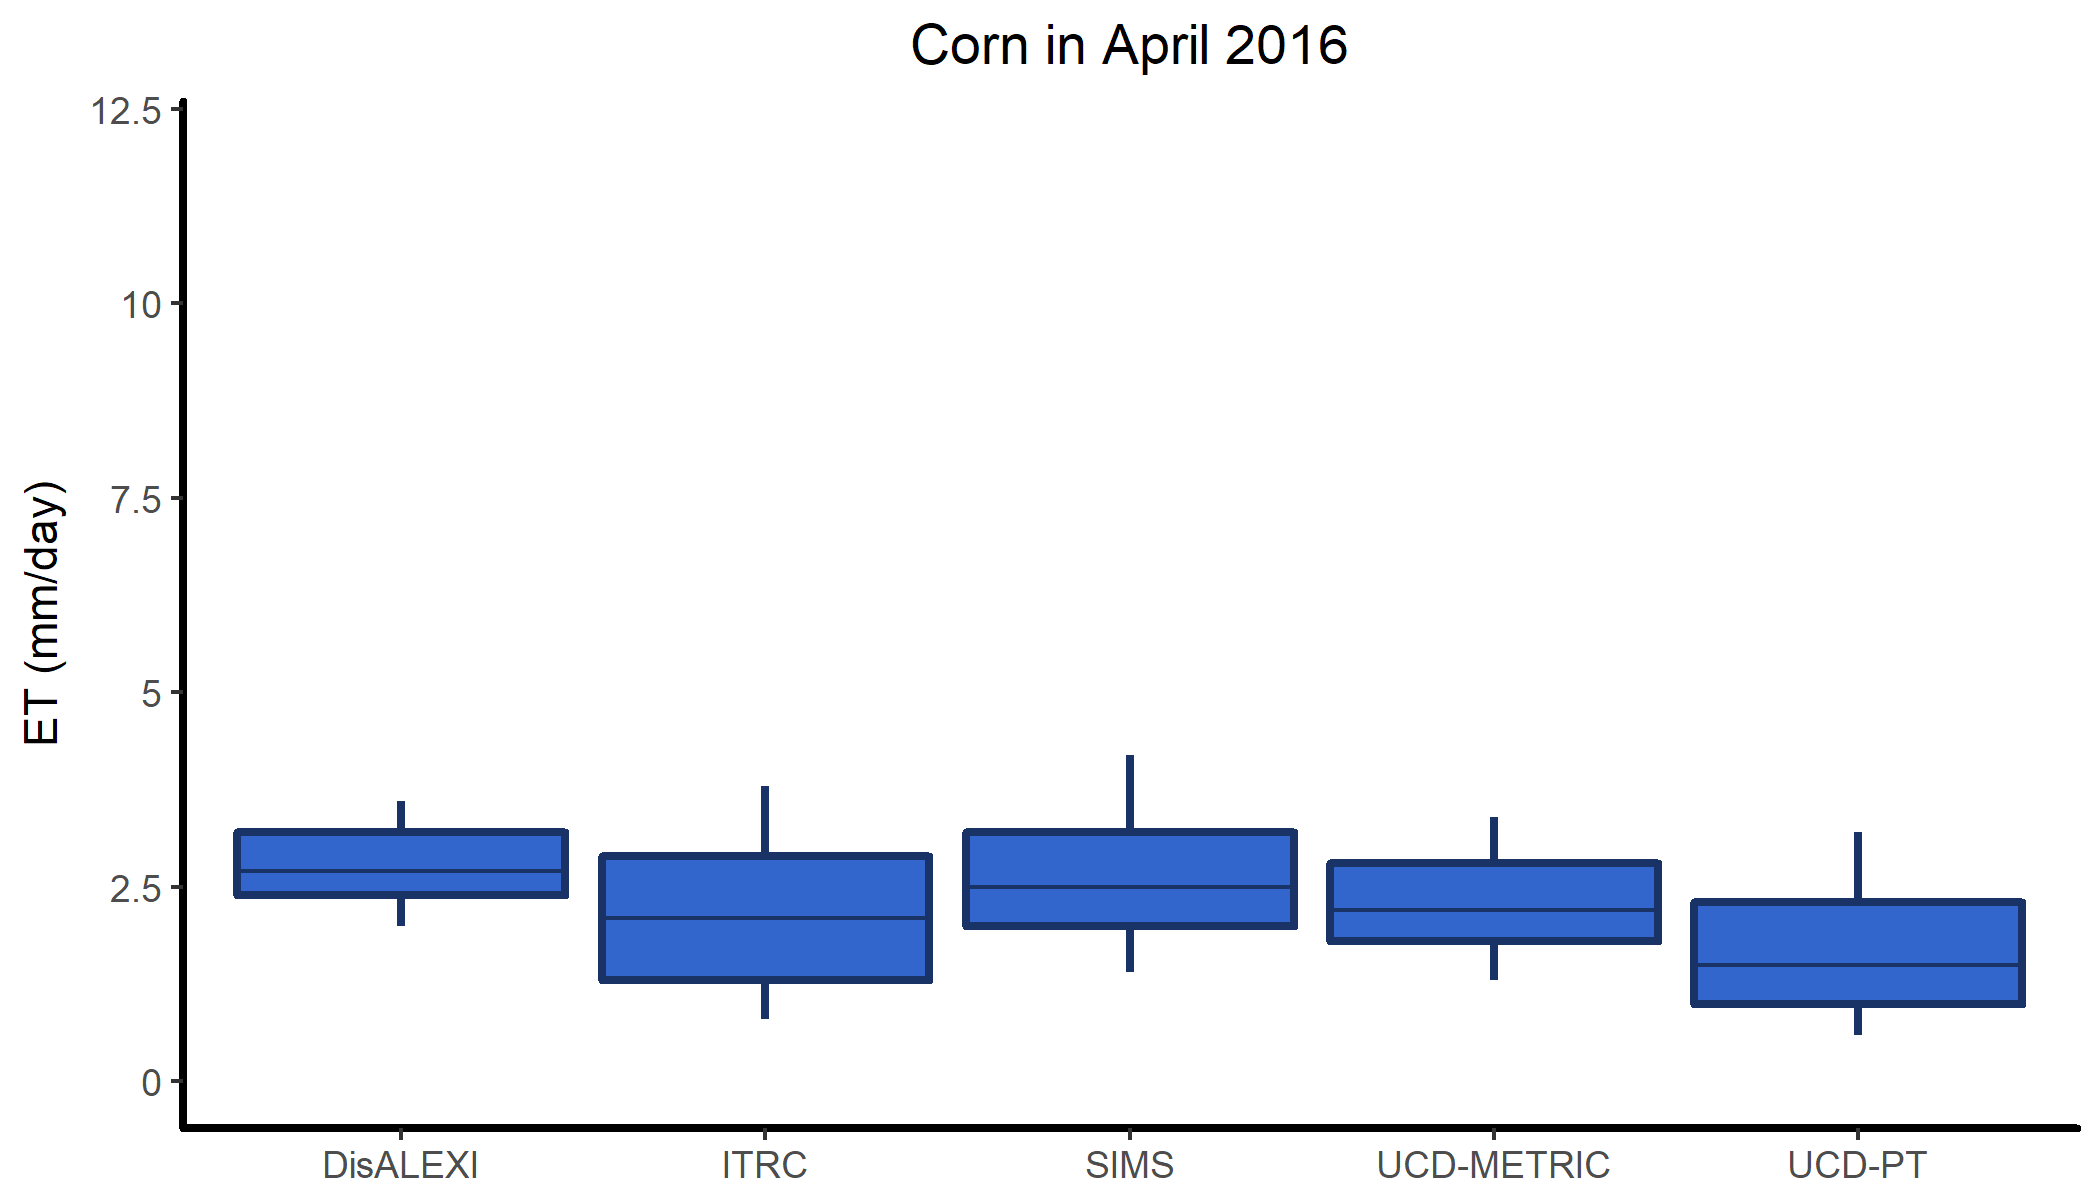 Corn in April 2016
12.5
10
7.5
5
2.5
0
ET (mm/day)
DisALEXI
ITRC
SIMS
UCD-METRIC
UCD-PT